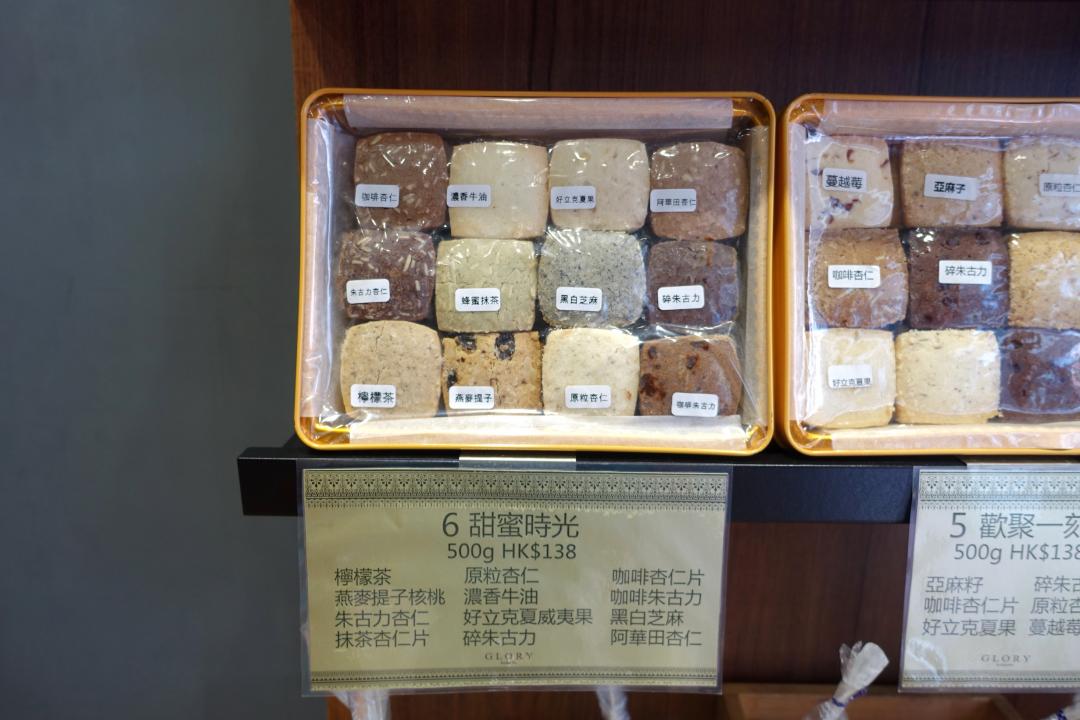 咖啡杏仁
濃香牛油
好立克夏果
阿華田杏仁
朱古力杏仁
蜂蜜抹茶
黑白芝麻
碎朱古力
檸檬茶
燕麥提子
原粒杏仁
咖啡朱古力
蔓越莓
亞麻子
原粒杏仁
咖啡杏仁
碎朱古力
好立克夏果
6 甜蜜時光
500g HK$138
檸檬茶 原粒杏仁 咖啡杏仁片
燕麥提子核桃 濃香牛油 咖啡朱古力
朱古力杏仁 好立克夏威夷果 黑白芝麻
抹茶杏仁片 碎朱古力 阿華田杏仁
GLORY
5 歡聚一刻
500g HK$138
亞麻籽 碎朱古
咖啡杏仁片 原粒杏
好立克夏果 蔓越莓
GLORY